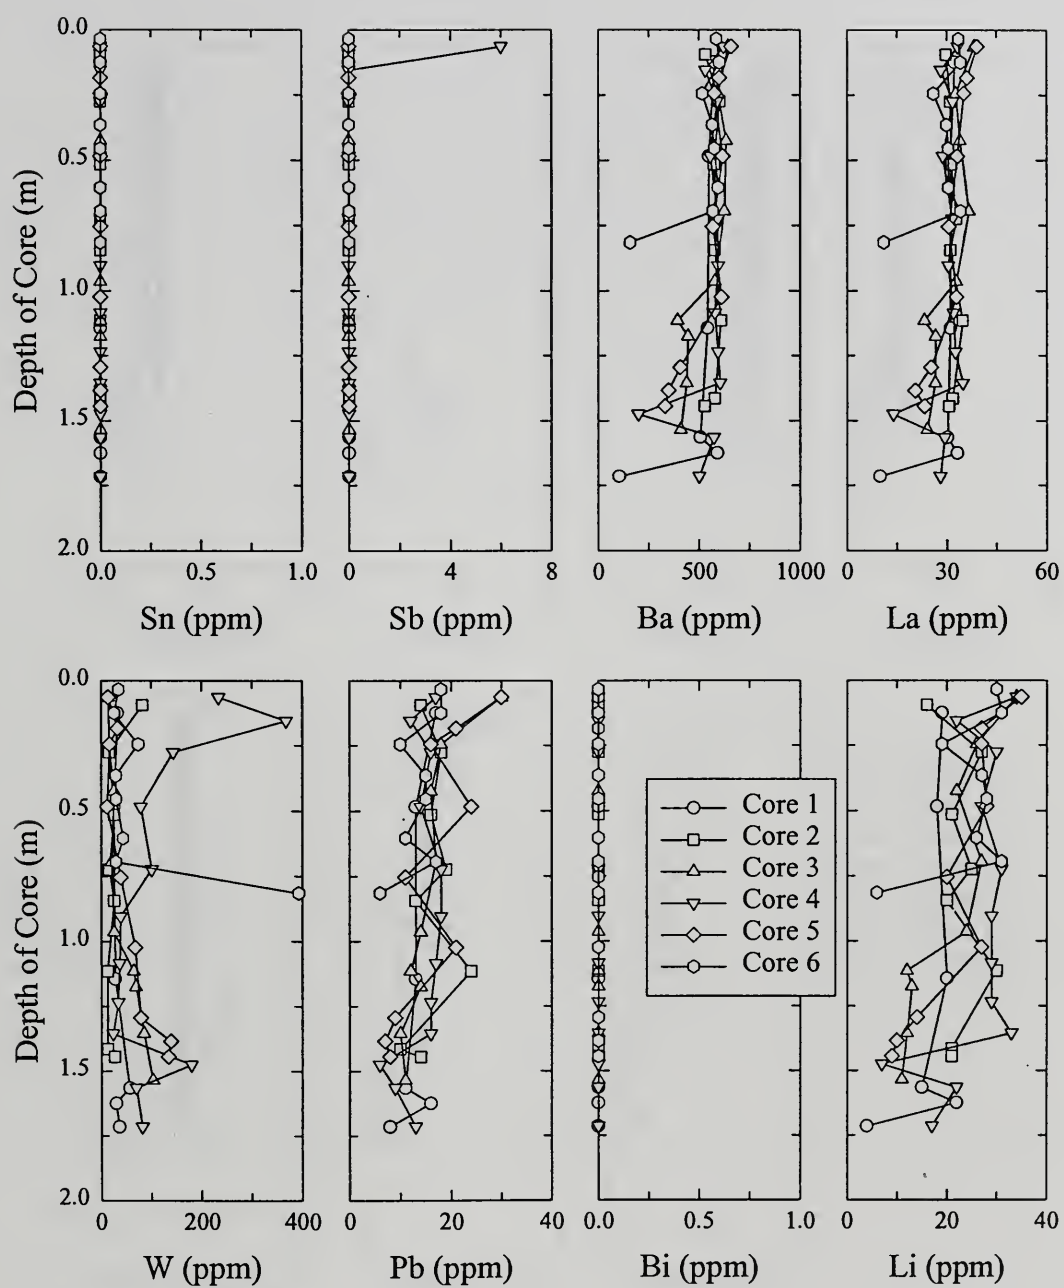 0.0
0.5
1.0
1.5
2.0
Depth of Core (m)
0.0 0.5 1.0
Sn (ppm)
0 4 8
Sb (ppm)
0 500 1000
Ba (ppm)
0 30 60
La (ppm)
0.0
0.5
1.0
1.5
2.0
Depth of Core (m)
Core 1
Core 2
Core 3
Core 4
Core 5
Core 6
0 200 400
W (ppm)
0 20 40
Pb (ppm)
0.0 0.5 1.0
Bi (ppm)
0 20 40
Li (ppm)